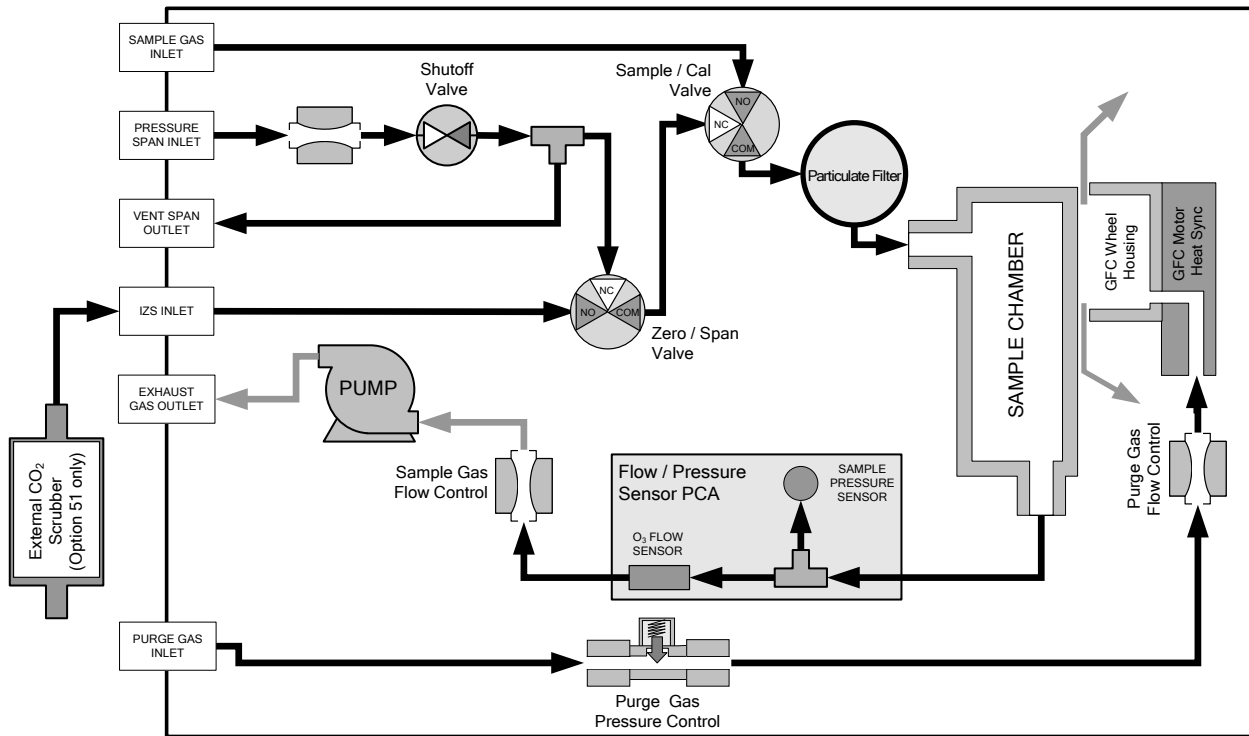 SAMPLE GAS
INLET
PRESSURE
SPAN INLET
VENT SPAN
OUTLET
IZS INLET
EXHAUST
GAS OUTLET
PURGE GAS
INLET
External CO₂
Scrubber
(Option 51 only)
Shutoff
Valve
Sample / Cal
Valve
NO
NC
COM
NC
NO
COM
Zero / Span
Valve
Particulate Filter
SAMPLE CHAMBER
GFC Wheel
Housing
GFC Motor
Heat Sync
PUMP
Sample Gas
Flow Control
Flow / Pressure
Sensor PCA
SAMPLE
PRESSURE
SENSOR
O₃ FLOW
SENSOR
Purge Gas
Flow Control
Purge Gas
Pressure Control